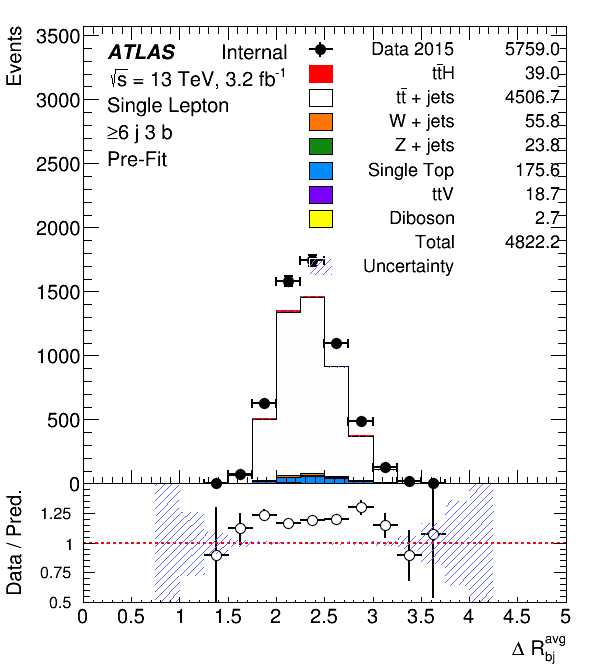 Events
3500
3000
2500
2000
1500
1000
500
0
ATLAS Internal
√s = 13 TeV, 3.2 fb⁻¹
Single Lepton
≥6 j 3 b
Pre-Fit
Data 2015 5759.0
tt̄H 39.0
tt̄ + jets 4506.7
W + jets 55.8
Z + jets 23.8
Single Top 175.6
ttV 18.7
Diboson 2.7
Total 4822.2
Uncertainty
Data / Pred.
1.25
1
0.75
0.5
0 0.5 1 1.5 2 2.5 3 3.5 4 4.5 5
Δ R_bj^avg